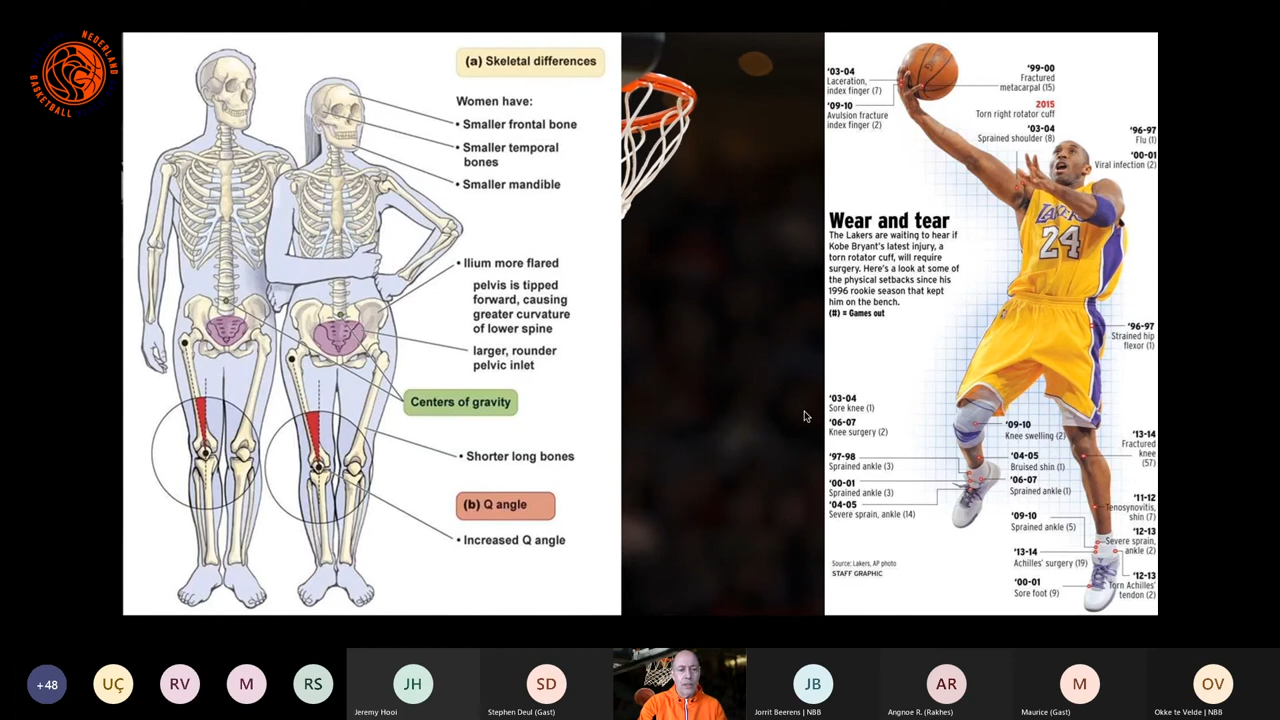 NEDERLAND
BASKETBALL
(a) Skeletal differences
Women have:
• Smaller frontal bone
• Smaller temporal
bones
• Smaller mandible
• Ilium more flared
pelvis is tipped
forward, causing
greater curvature
of lower spine
larger, rounder
pelvic inlet
Centers of gravity
• Shorter long bones
(b) Q angle
• Increased Q angle
'03-04
Laceration,
index finger (7)
'09-10
Avulsion fracture
index finger (2)
'99-00
Fractured
metacarpal (15)
2015
Torn right rotator cuff
'03-04
Sprained shoulder (8)
'96-97
Flu (1)
'00-01
Viral infection (2)
LAKERS
24
Wear and tear
The Lakers are waiting to hear if
Kobe Bryant's latest injury, a
torn rotator cuff, will require
surgery. Here's a look at some of
the physical setbacks since his
1996 rookie season that kept
him on the bench.
(#) = Games out
'96-97
Strained hip
flexor (1)
'03-04
Sore knee (1)
'06-07
Knee surgery (2)
'97-98
Sprained ankle (3)
'00-01
Sprained ankle (3)
'04-05
Severe sprain, ankle (14)
'09-10
Knee swelling (2)
'04-05
Bruised shin (1)
'06-07
Sprained ankle (1)
'09-10
Sprained ankle (5)
'13-14
Achilles' surgery (19)
'00-01
Sore foot (9)
'13-14
Fractured
knee
(57)
'11-12
Tenosynovitis,
shin (7)
'12-13
Severe sprain,
ankle (2)
'12-13
Torn Achilles'
tendon (2)
Source: Lakers, AP photo
STAFF GRAPHIC
+48
UÇ
RV
M
RS
JH
SD
JB
AR
M
OV
Jeremy Hooi
Stephen Deul (Gast)
Jorrit Beerens | NBB
Angnoe R. (Rakhes)
Maurice (Gast)
Okke te Velde | NBB